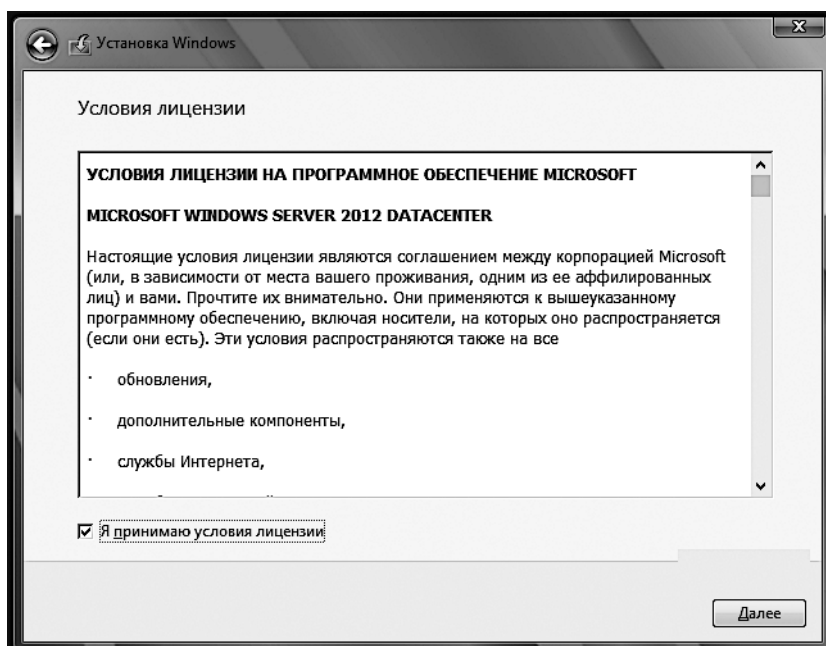 Установка Windows
Условия лицензии
УСЛОВИЯ ЛИЦЕНЗИИ НА ПРОГРАММНОЕ ОБЕСПЕЧЕНИЕ MICROSOFT
MICROSOFT WINDOWS SERVER 2012 DATACENTER
Настоящие условия лицензии являются соглашением между корпорацией Microsoft
(или, в зависимости от места вашего проживания, одним из ее аффилированных
лиц) и вами. Прочтите их внимательно. Они применяются к вышеуказанному
программному обеспечению, включая носители, на которых оно распространяется
(если они есть). Эти условия распространяются также на все
· обновления,
· дополнительные компоненты,
· службы Интернета,
Я принимаю условия лицензии
Далее